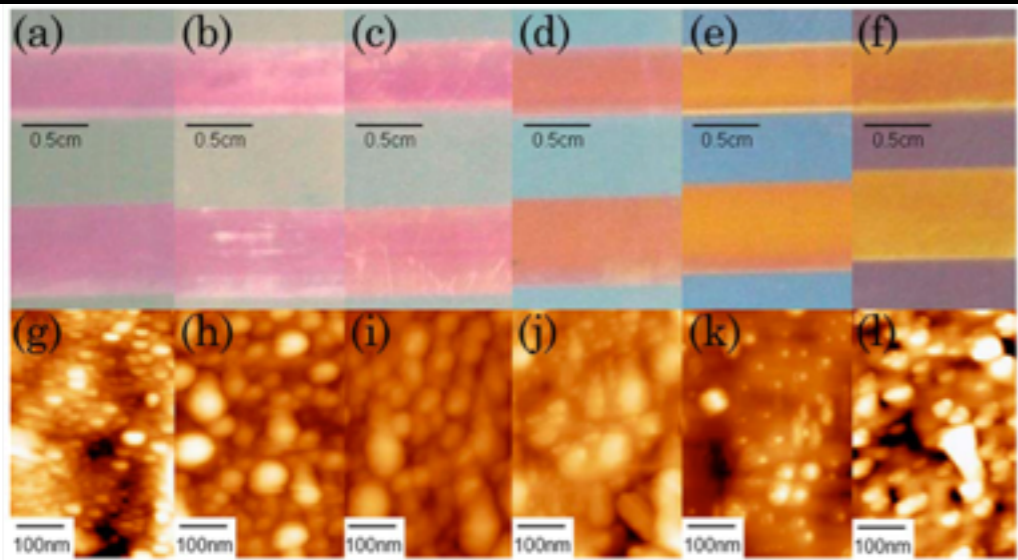 (a) (b) (c) (d) (e) (f)
0.5cm 0.5cm 0.5cm 0.5cm 0.5cm 0.5cm
(g) (h) (i) (j) (k) (l)
100nm 100nm 100nm 100nm 100nm 100nm